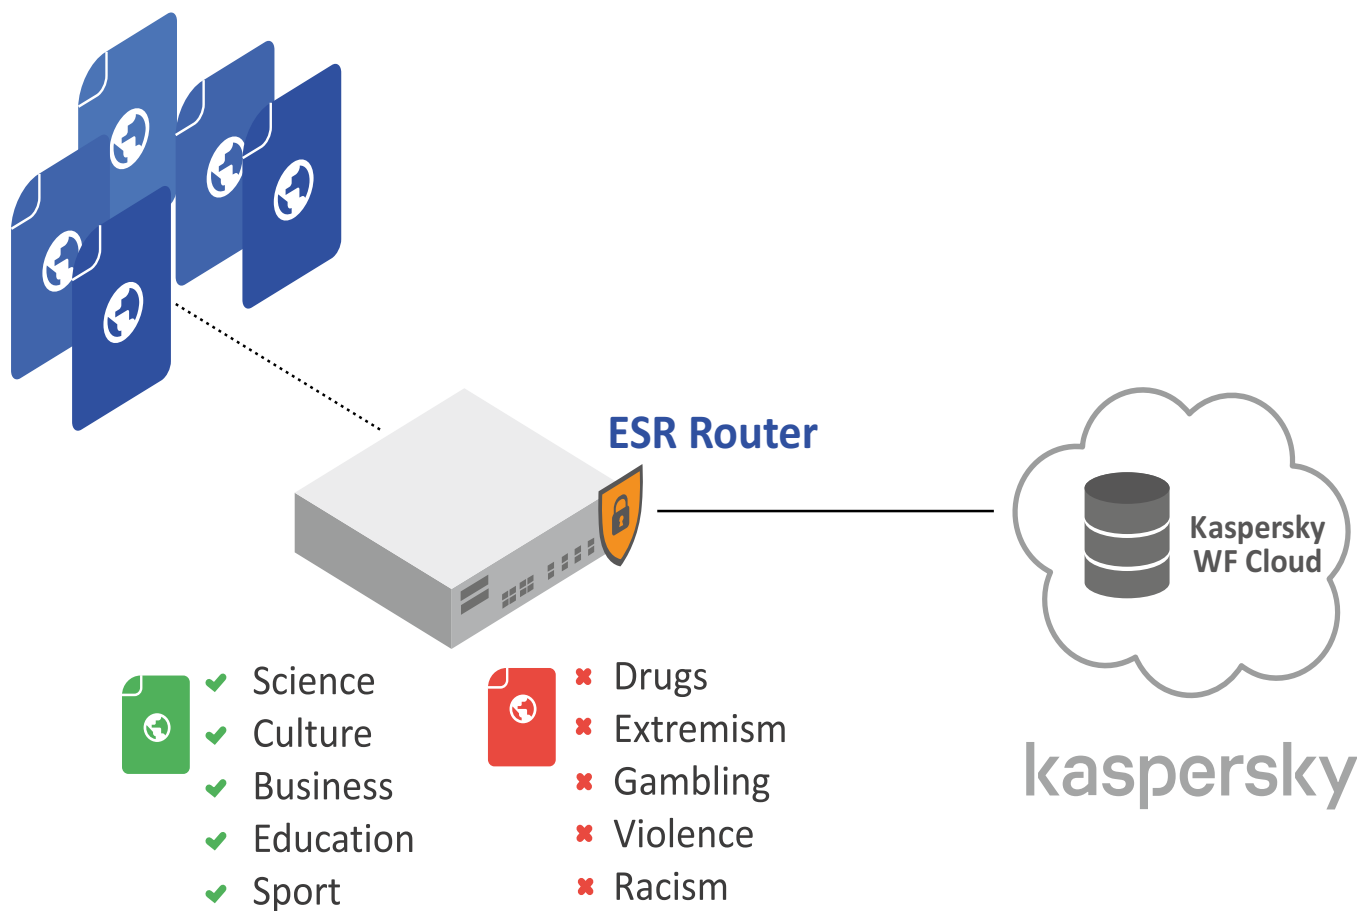 ESR Router
Kaspersky
WF Cloud
kaspersky
Science
Culture
Business
Education
Sport
Drugs
Extremism
Gambling
Violence
Racism